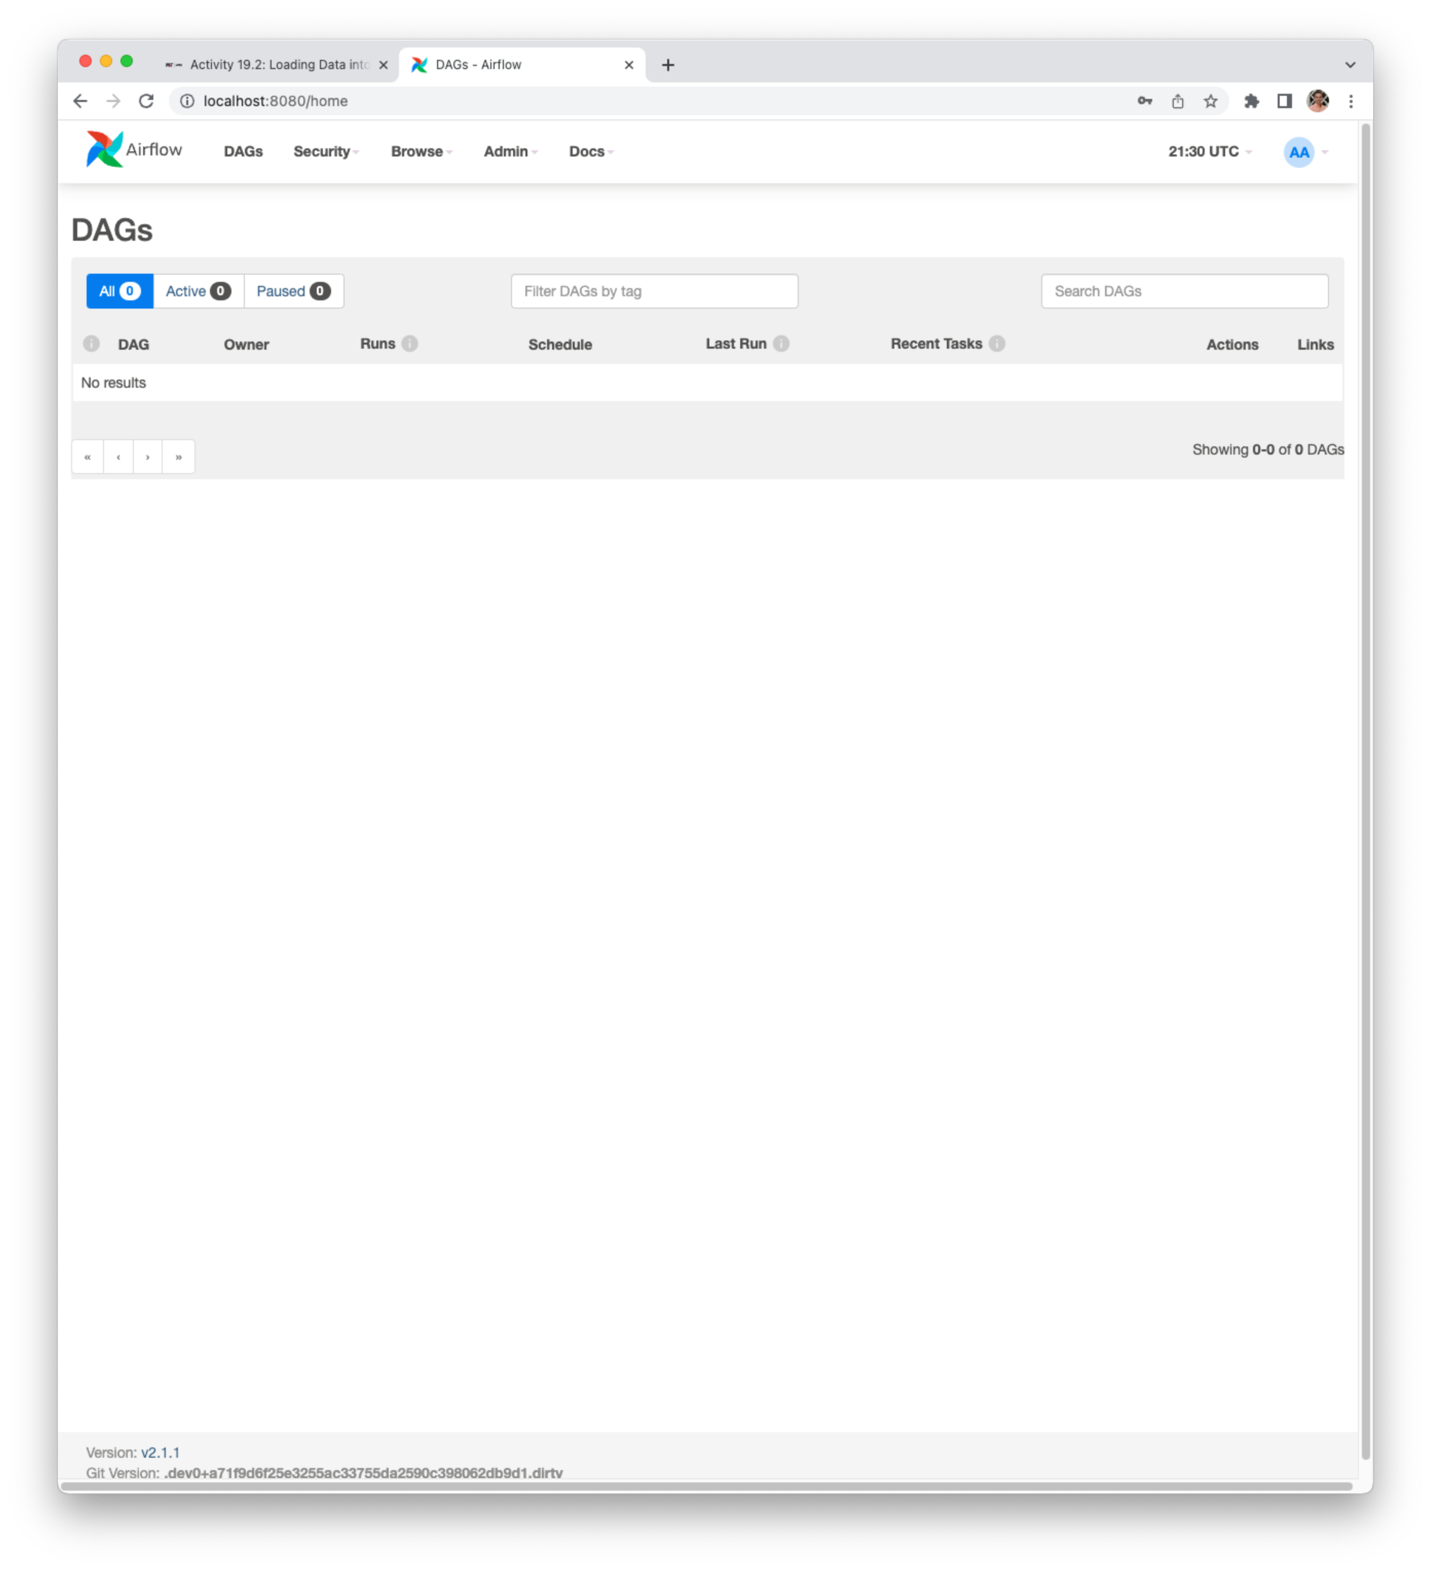 Activity 19.2: Loading Data into
DAGs - Airflow
localhost:8080/home
Airflow
DAGs Security Browse Admin Docs
21:30 UTC
AA
DAGs
All 0 Active 0 Paused 0
Filter DAGs by tag
Search DAGs
DAG Owner Runs Schedule Last Run Recent Tasks Actions Links
No results
« ‹ › »
Showing 0-0 of 0 DAGs
Version: v2.1.1
Git Version: .dev0+a71f9d6f25e3255ac33755da2590c398062db9d1.dirty